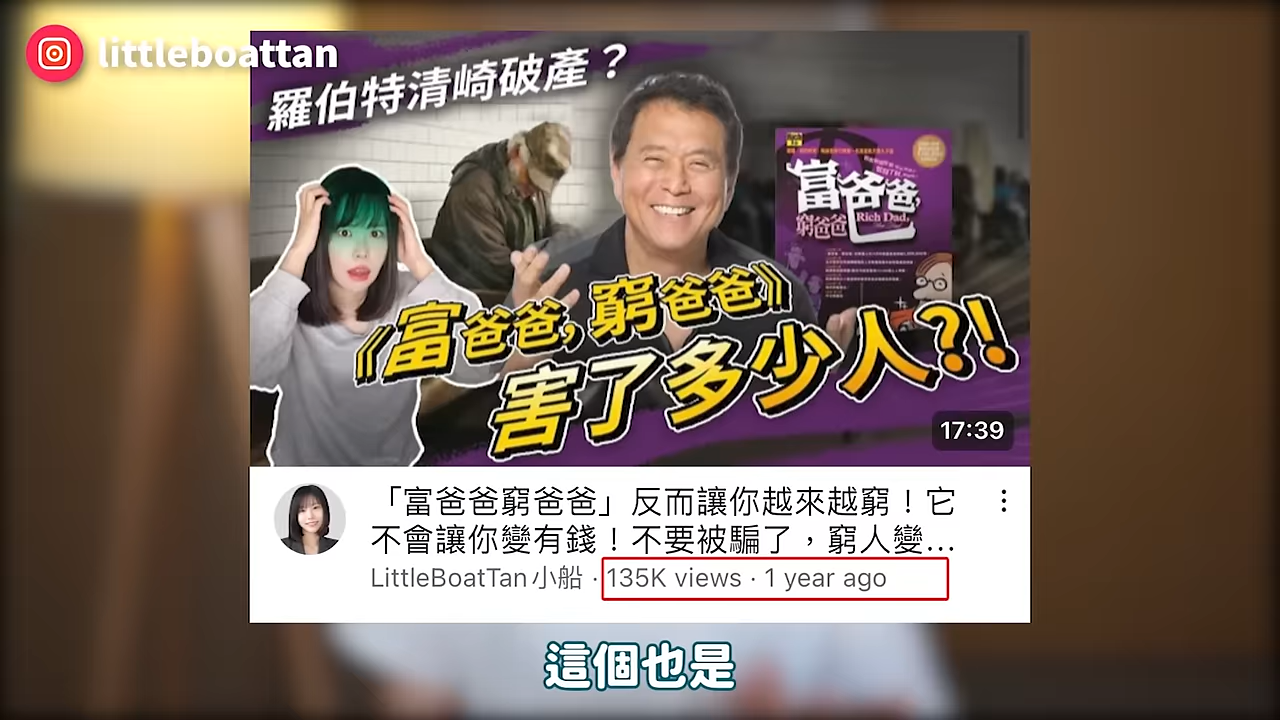 littleboattan
羅伯特清崎破產？
富爸爸，
窮爸爸
Rich Dad,
《富爸爸，窮爸爸》
害了多少人?!
17:39
「富爸爸窮爸爸」反而讓你越來越窮！它
不會讓你變有錢！不要被騙了，窮人變...
LittleBoatTan小船 · 135K views · 1 year ago
這個也是